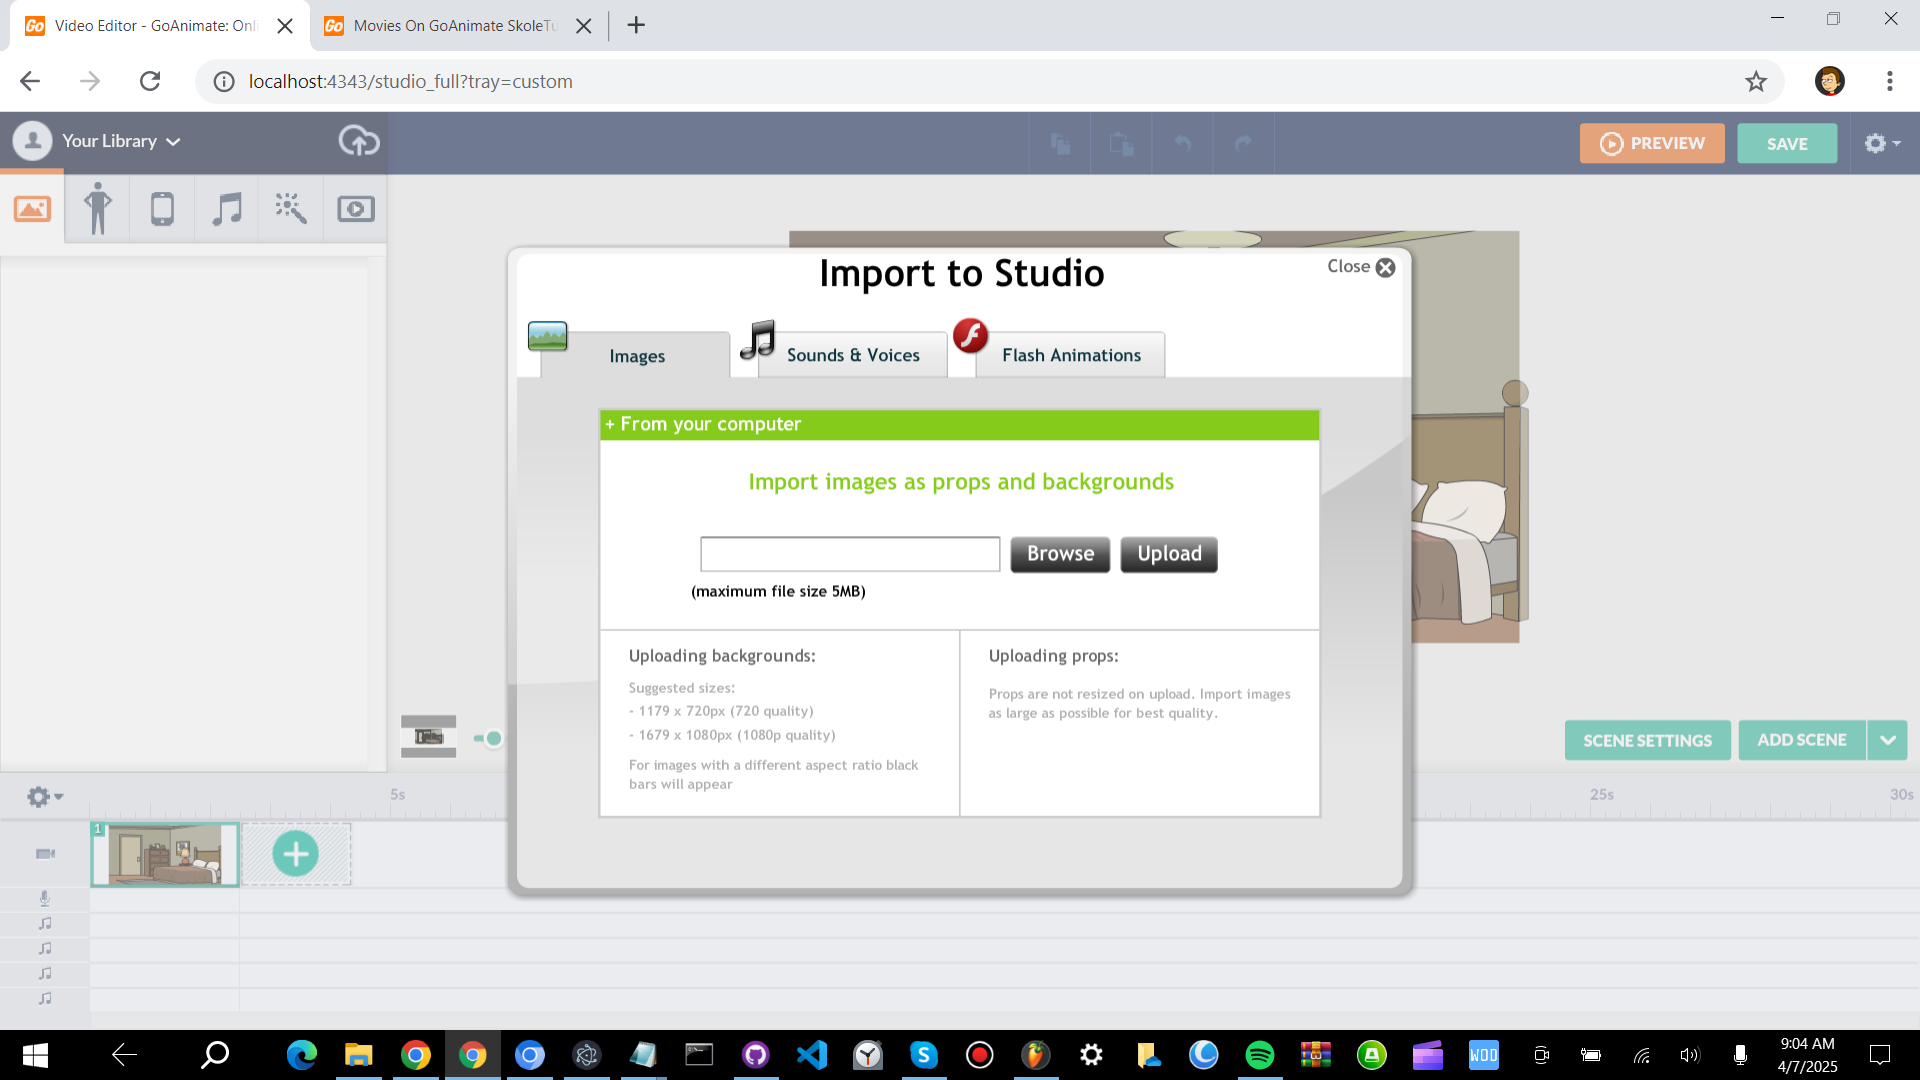 Video Editor - GoAnimate: Onl
Movies On GoAnimate SkoleTu
localhost:4343/studio_full?tray=custom
Your Library
PREVIEW
SAVE
Import to Studio
Close
Images
Sounds & Voices
Flash Animations
+ From your computer
Import images as props and backgrounds
Browse
Upload
(maximum file size 5MB)
Uploading backgrounds:
Suggested sizes:
- 1179 x 720px (720 quality)
- 1679 x 1080px (1080p quality)
For images with a different aspect ratio black
bars will appear
Uploading props:
Props are not resized on upload. Import images
as large as possible for best quality.
SCENE SETTINGS
ADD SCENE
5s
25s
30s
1
WOD
9:04 AM
4/7/2025